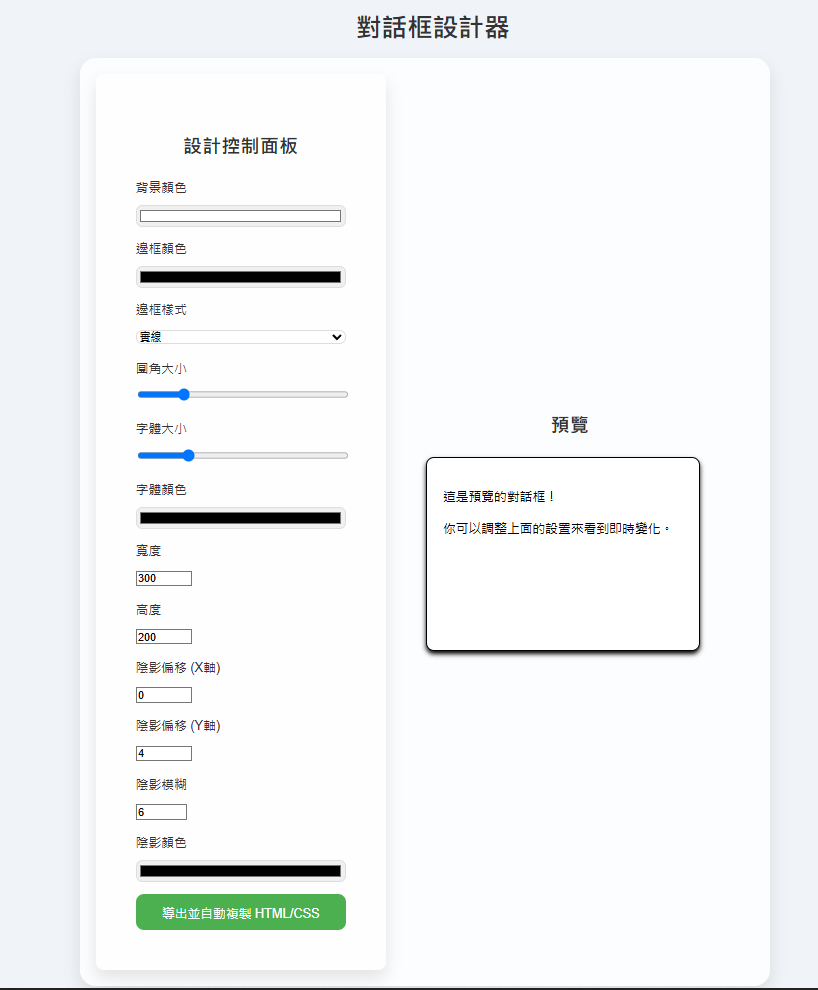 對話框設計器
設計控制面板
背景顏色
邊框顏色
邊框樣式
實線
圓角大小
字體大小
字體顏色
寬度
300
高度
200
陰影偏移 (X軸)
0
陰影偏移 (Y軸)
4
陰影模糊
6
陰影顏色
導出並自動複製 HTML/CSS
預覽
這是預覽的對話框！
你可以調整上面的設置來看到即時變化。